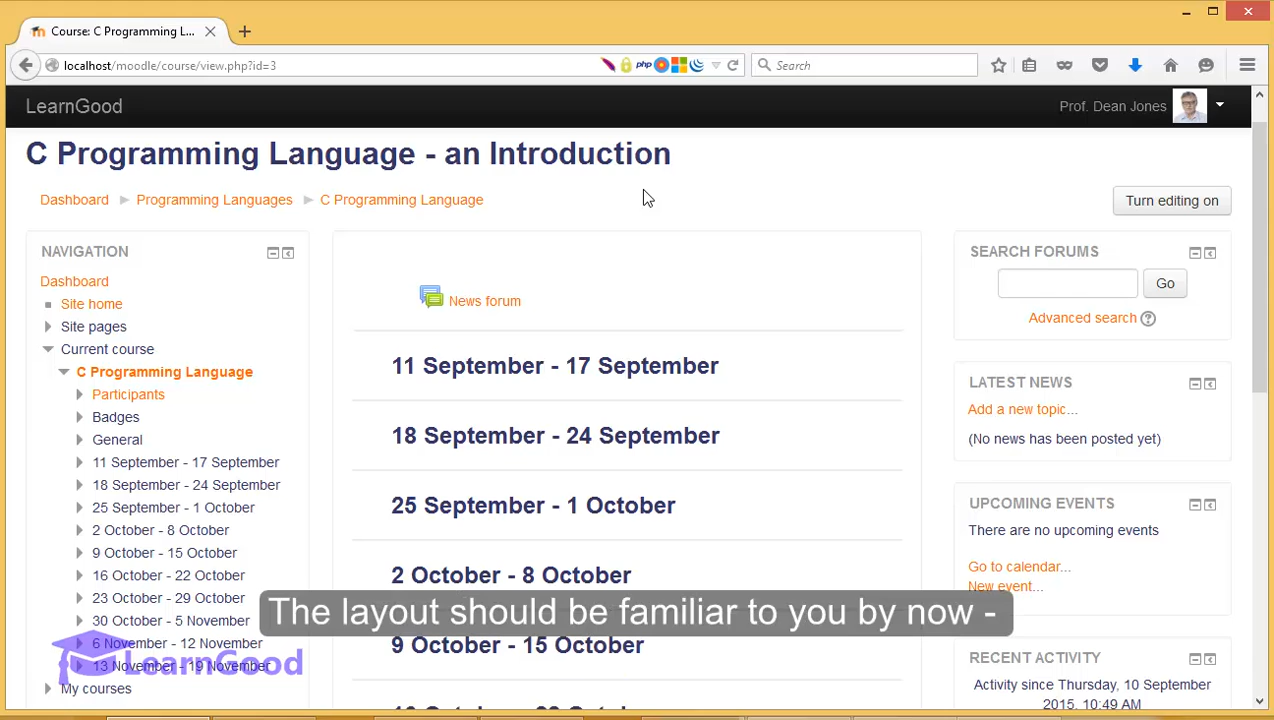 Course: C Programming L...
localhost/moodle/course/view.php?id=3
php
Search
LearnGood
Prof. Dean Jones
C Programming Language - an Introduction
Dashboard
Programming Languages
C Programming Language
Turn editing on
NAVIGATION
Dashboard
Site home
Site pages
Current course
C Programming Language
Participants
Badges
General
11 September - 17 September
18 September - 24 September
25 September - 1 October
2 October - 8 October
9 October - 15 October
16 October - 22 October
23 October - 29 October
30 October - 5 November
6 November - 12 November
13 November - 19 November
My courses
News forum
11 September - 17 September
18 September - 24 September
25 September - 1 October
2 October - 8 October
9 October - 15 October
SEARCH FORUMS
Go
Advanced search
LATEST NEWS
Add a new topic...
(No news has been posted yet)
UPCOMING EVENTS
There are no upcoming events
Go to calendar...
New event...
RECENT ACTIVITY
Activity since Thursday, 10 September
2015, 10:49 AM
The layout should be familiar to you by now -
LearnGood